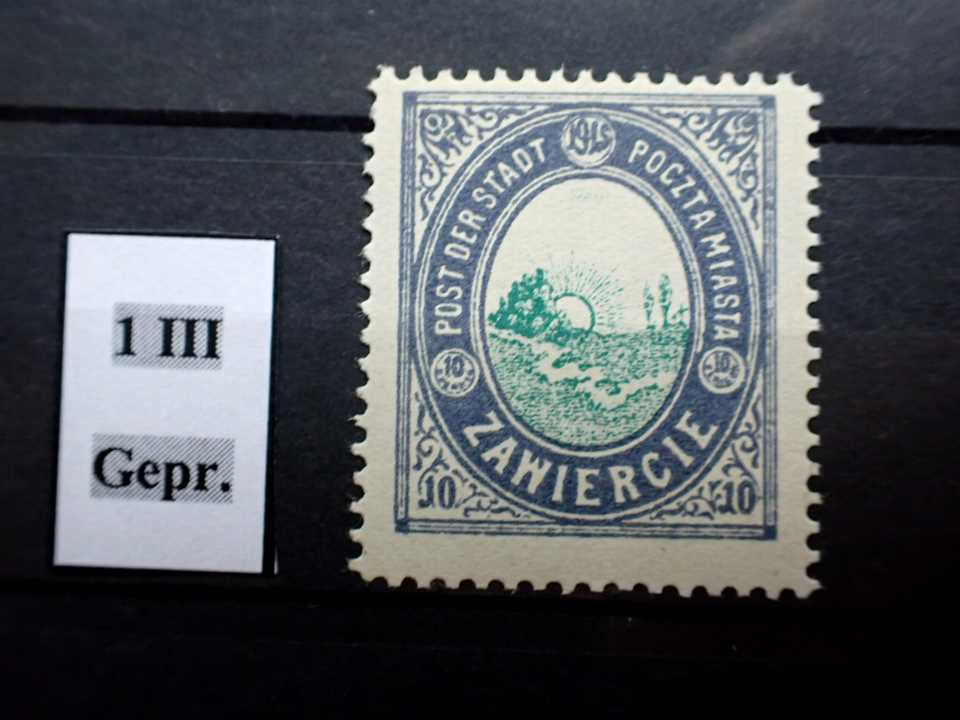 1 III
Gepr.
1915
POST DER STADT
POCZTA MIASTA
10
10
ZAWIERCIE
10
10